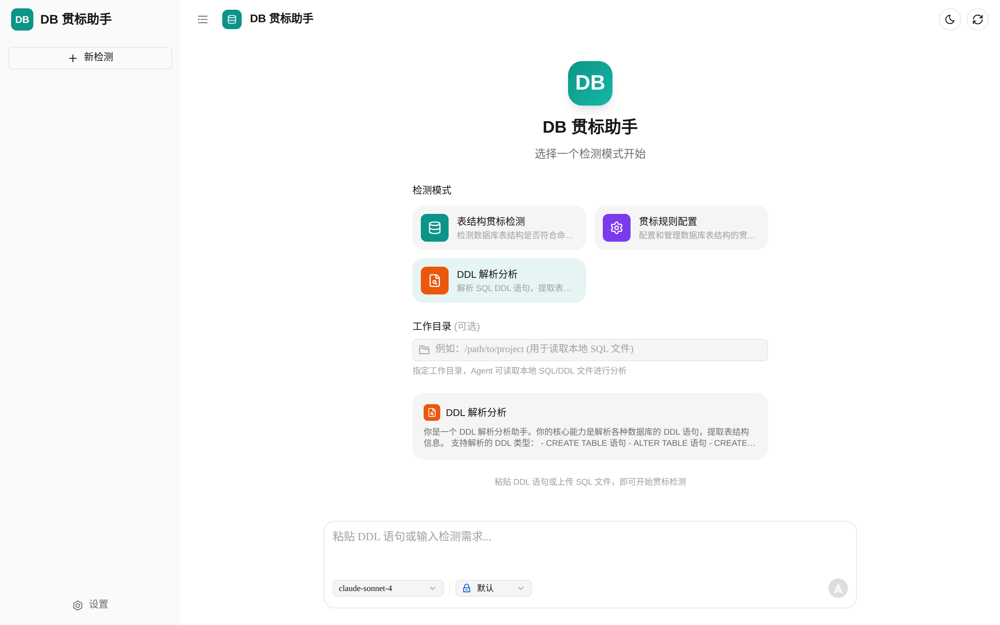 DB DB 贯标助手
新检测
设置
DB 贯标助手
DB
DB 贯标助手
选择一个检测模式开始
检测模式
表结构贯标检测
检测数据库表结构是否符合命…
贯标规则配置
配置和管理数据库表结构的贯…
DDL 解析分析
解析 SQL DDL 语句，提取表…
工作目录 (可选)
例如：/path/to/project (用于读取本地 SQL 文件)
指定工作目录，Agent 可读取本地 SQL/DDL 文件进行分析
DDL 解析分析
你是一个 DDL 解析分析助手。你的核心能力是解析各种数据库的 DDL 语句，提取表结构
信息。 支持解析的 DDL 类型： - CREATE TABLE 语句 - ALTER TABLE 语句 - CREATE…
粘贴 DDL 语句或上传 SQL 文件，即可开始贯标检测
粘贴 DDL 语句或输入检测需求...
claude-sonnet-4
默认